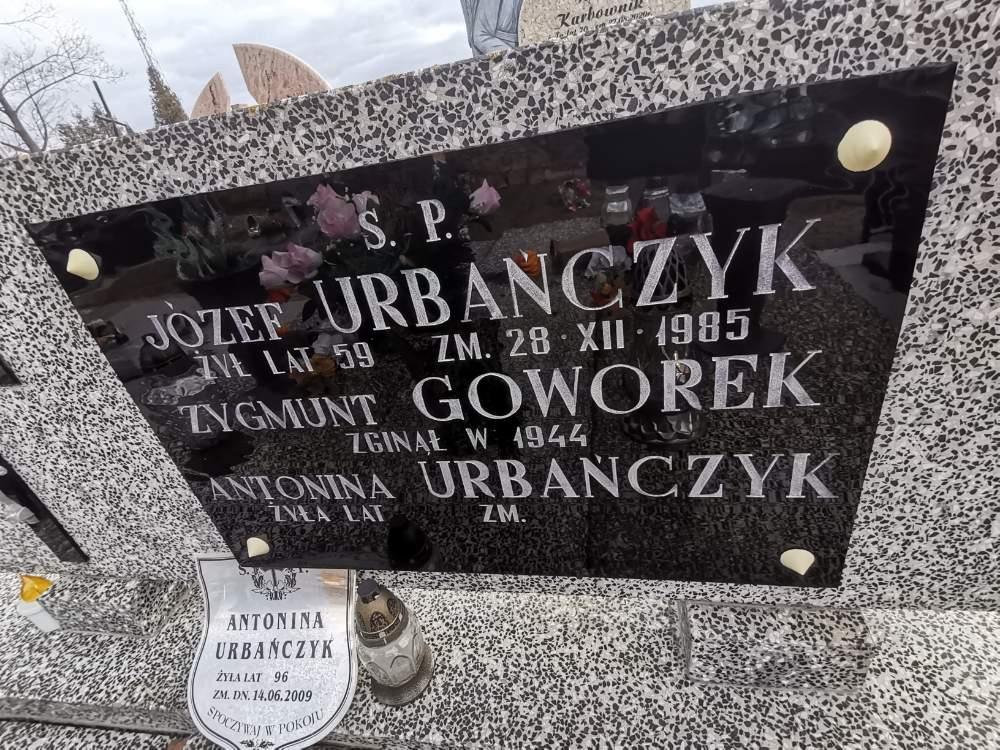 Karbownik
Ś. P.
JÓZEF URBAŃCZYK
ŻYŁ LAT 59 ZM. 28·XII·1985
ZYGMUNT GOWOREK
ZGINĄŁ W 1944
ANTONINA URBAŃCZYK
ŻYŁA LAT ZM.
ANTONINA
URBAŃCZYK
ŻYŁA LAT 96
ZM. DN. 14.06.2009
SPOCZYWAJ W POKOJU